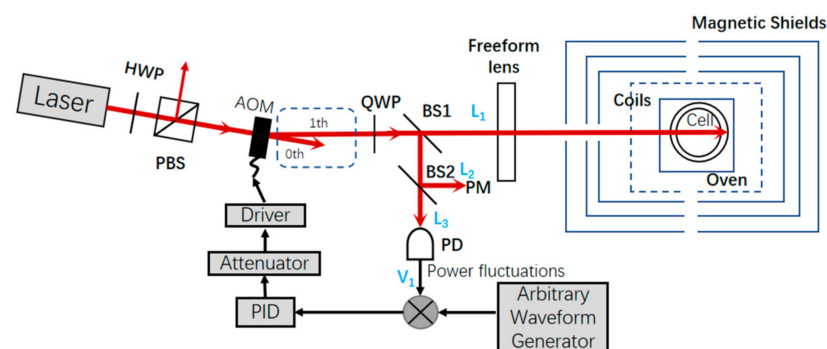 Magnetic Shields
Freeform
lens
HWP
Laser
AOM
QWP
BS1
L₁
Coils
Cell
1th
0th
PBS
BS2
L₂
PM
Oven
L₃
Driver
PD
Attenuator
V₁
Power fluctuations
PID
Arbitrary
Waveform
Generator